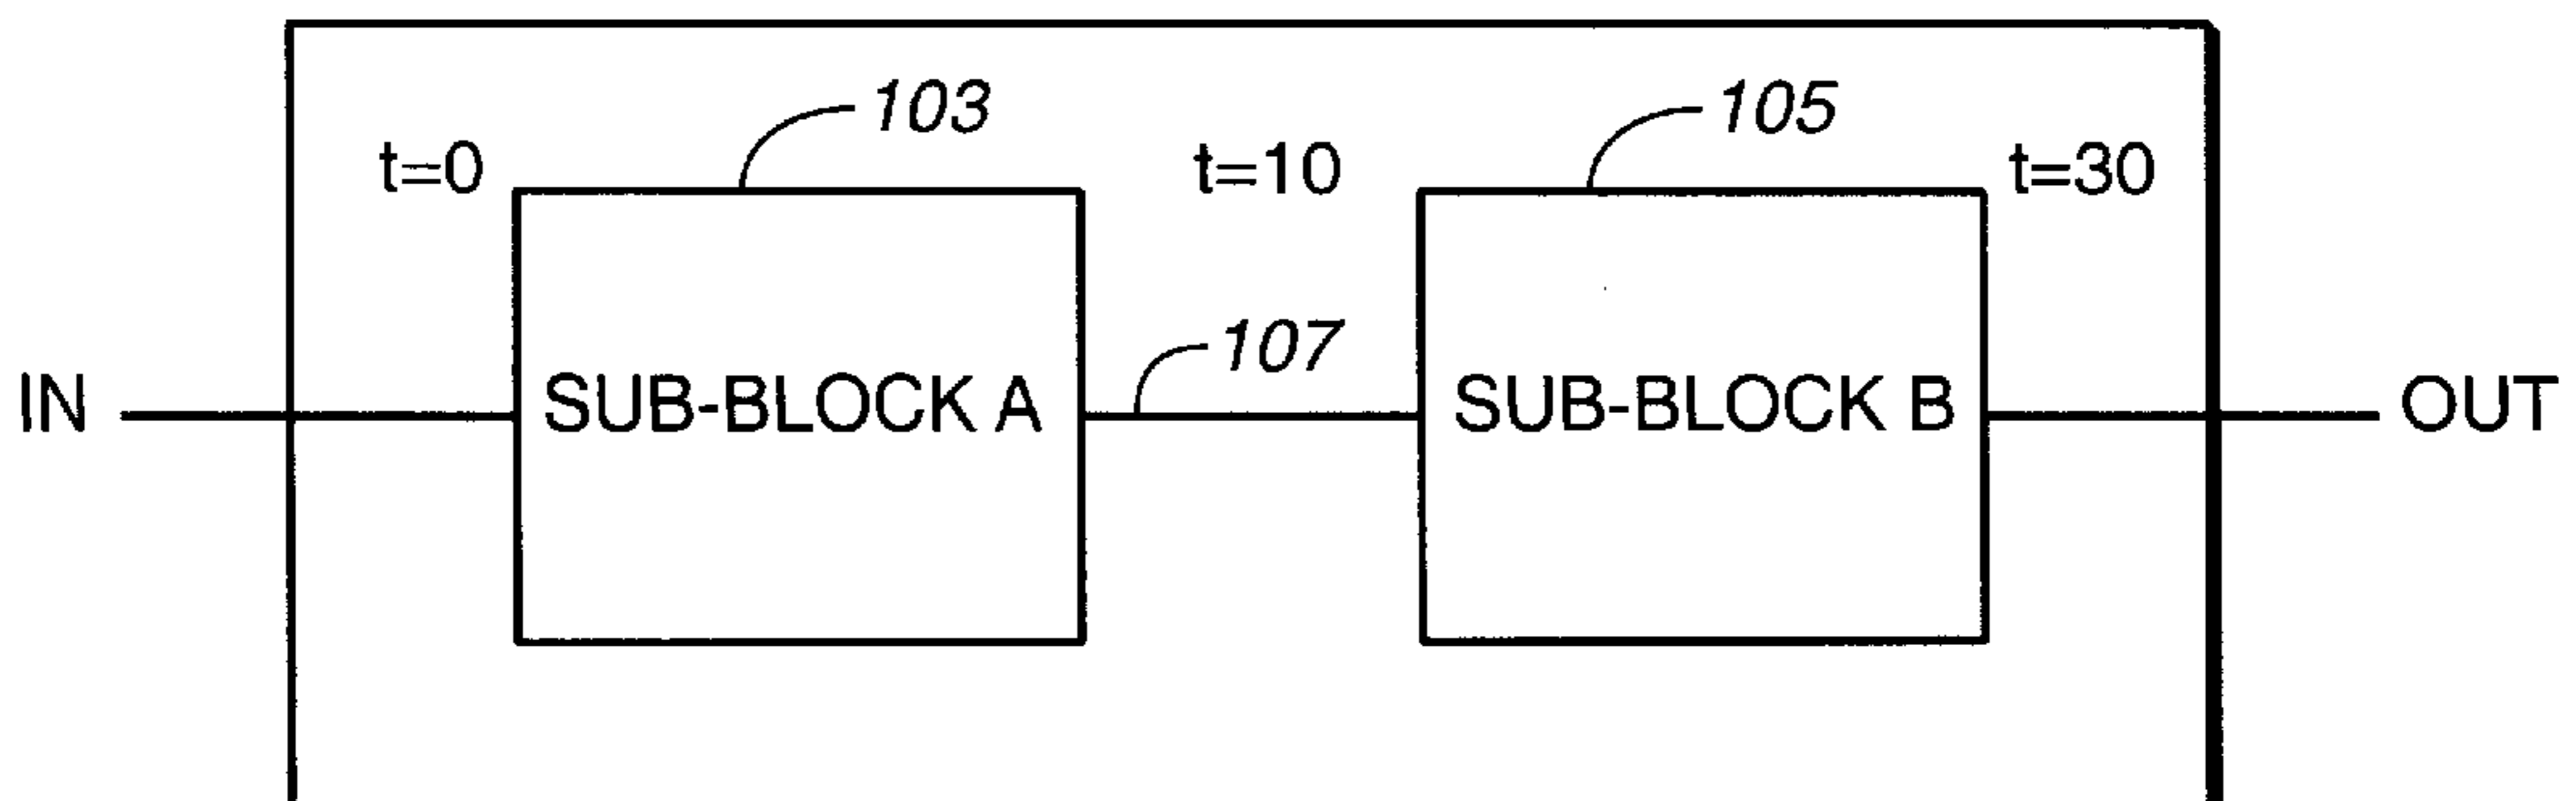 103
105
t=0
t=10
t=30
107
IN
SUB-BLOCK A
SUB-BLOCK B
OUT